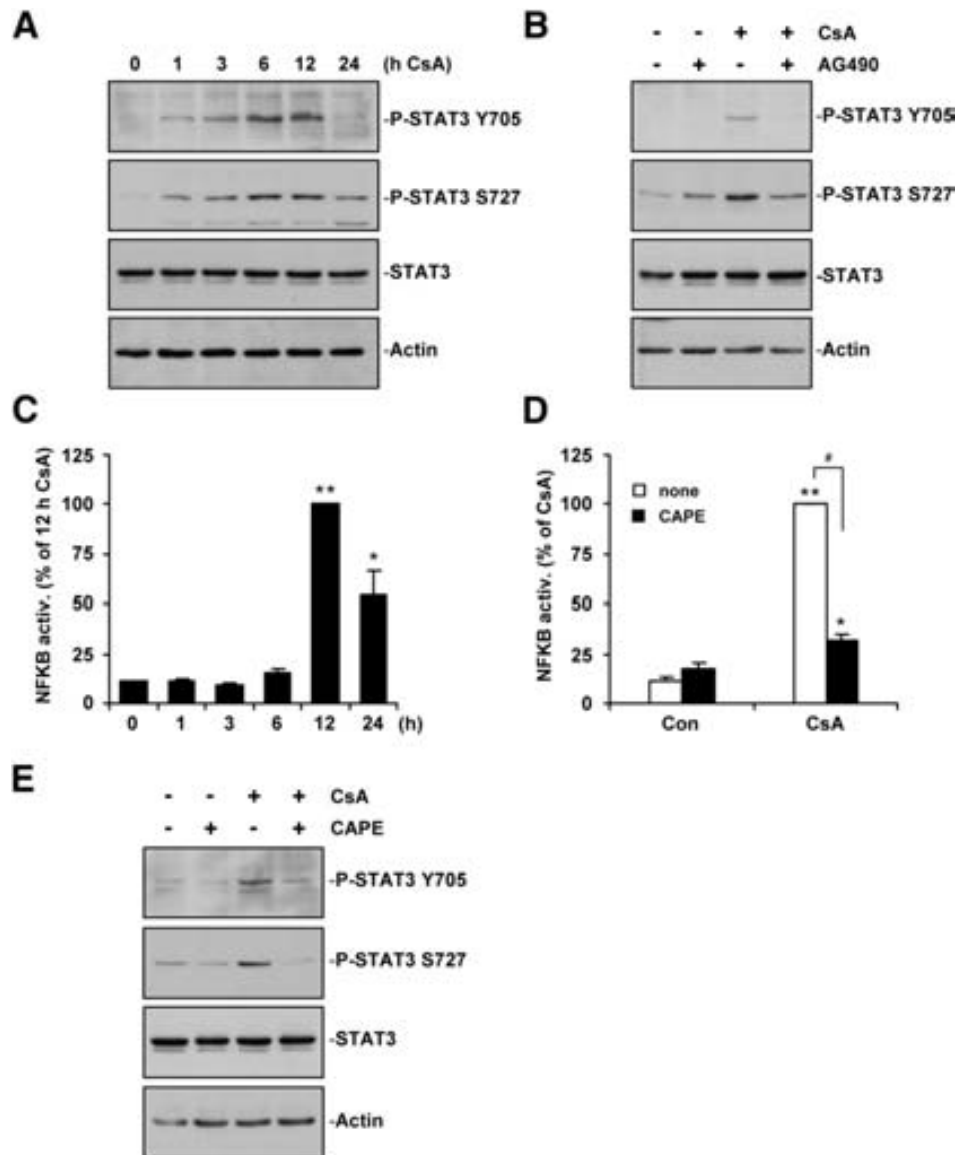 A
0 1 3 6 12 24 (h CsA)
-P-STAT3 Y705
-P-STAT3 S727
-STAT3
-Actin
B
- - + + CsA
- + - + AG490
-P-STAT3 Y705
-P-STAT3 S727
-STAT3
-Actin
C
NFKB activ. (% of 12 h CsA)
125
100
75
50
25
0
**
*
0 1 3 6 12 24 (h)
D
NFKB activ. (% of CsA)
125
100
75
50
25
0
none
CAPE
#
**
*
Con CsA
E
- - + + CsA
- + - + CAPE
-P-STAT3 Y705
-P-STAT3 S727
-STAT3
-Actin